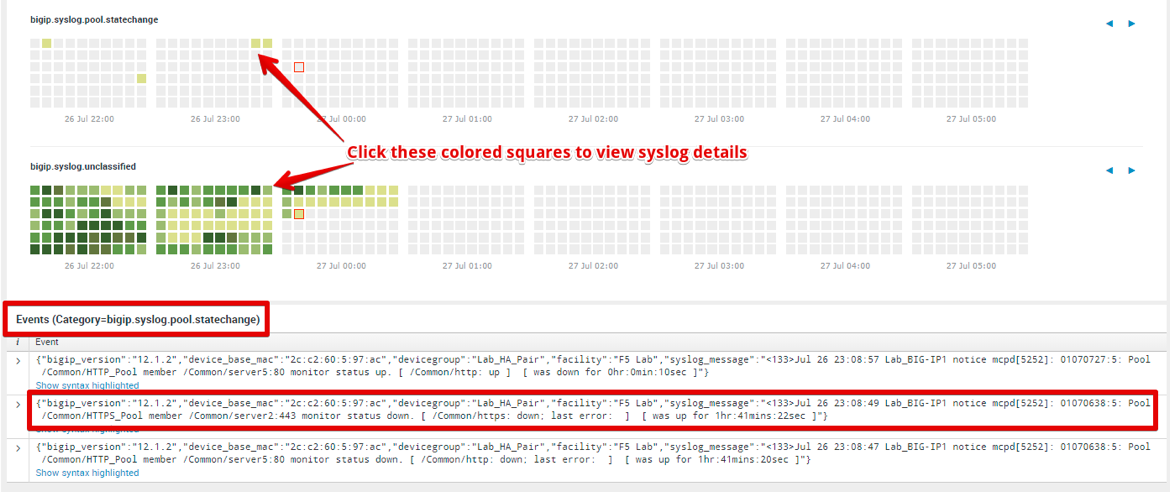 bigip.syslog.pool.statechange
◄ ►
26 Jul 22:00 26 Jul 23:00 27 Jul 00:00 27 Jul 01:00 27 Jul 02:00 27 Jul 03:00 27 Jul 04:00 27 Jul 05:00
Click these colored squares to view syslog details
bigip.syslog.unclassified
◄ ►
26 Jul 22:00 26 Jul 23:00 27 Jul 00:00 27 Jul 01:00 27 Jul 02:00 27 Jul 03:00 27 Jul 04:00 27 Jul 05:00
Events (Category=bigip.syslog.pool.statechange)
i Event
> {"bigip_version":"12.1.2","device_base_mac":"2c:c2:60:5:97:ac","devicegroup":"Lab_HA_Pair","facility":"F5 Lab","syslog_message":"<133>Jul 26 23:08:57 Lab_BIG-IP1 notice mcpd[5252]: 01070727:5: Pool
/Common/HTTP_Pool member /Common/server5:80 monitor status up. [ /Common/http: up ] [ was down for 0hr:0min:10sec ]"}
Show syntax highlighted
> {"bigip_version":"12.1.2","device_base_mac":"2c:c2:60:5:97:ac","devicegroup":"Lab_HA_Pair","facility":"F5 Lab","syslog_message":"<133>Jul 26 23:08:49 Lab_BIG-IP1 notice mcpd[5252]: 01070638:5: Pool
/Common/HTTPS_Pool member /Common/server2:443 monitor status down. [ /Common/https: down; last error: ] [ was up for 1hr:41mins:22sec ]"}
> {"bigip_version":"12.1.2","device_base_mac":"2c:c2:60:5:97:ac","devicegroup":"Lab_HA_Pair","facility":"F5 Lab","syslog_message":"<133>Jul 26 23:08:47 Lab_BIG-IP1 notice mcpd[5252]: 01070638:5: Pool
/Common/HTTP_Pool member /Common/server5:80 monitor status down. [ /Common/http: down; last error: ] [ was up for 1hr:41mins:20sec ]"}
Show syntax highlighted